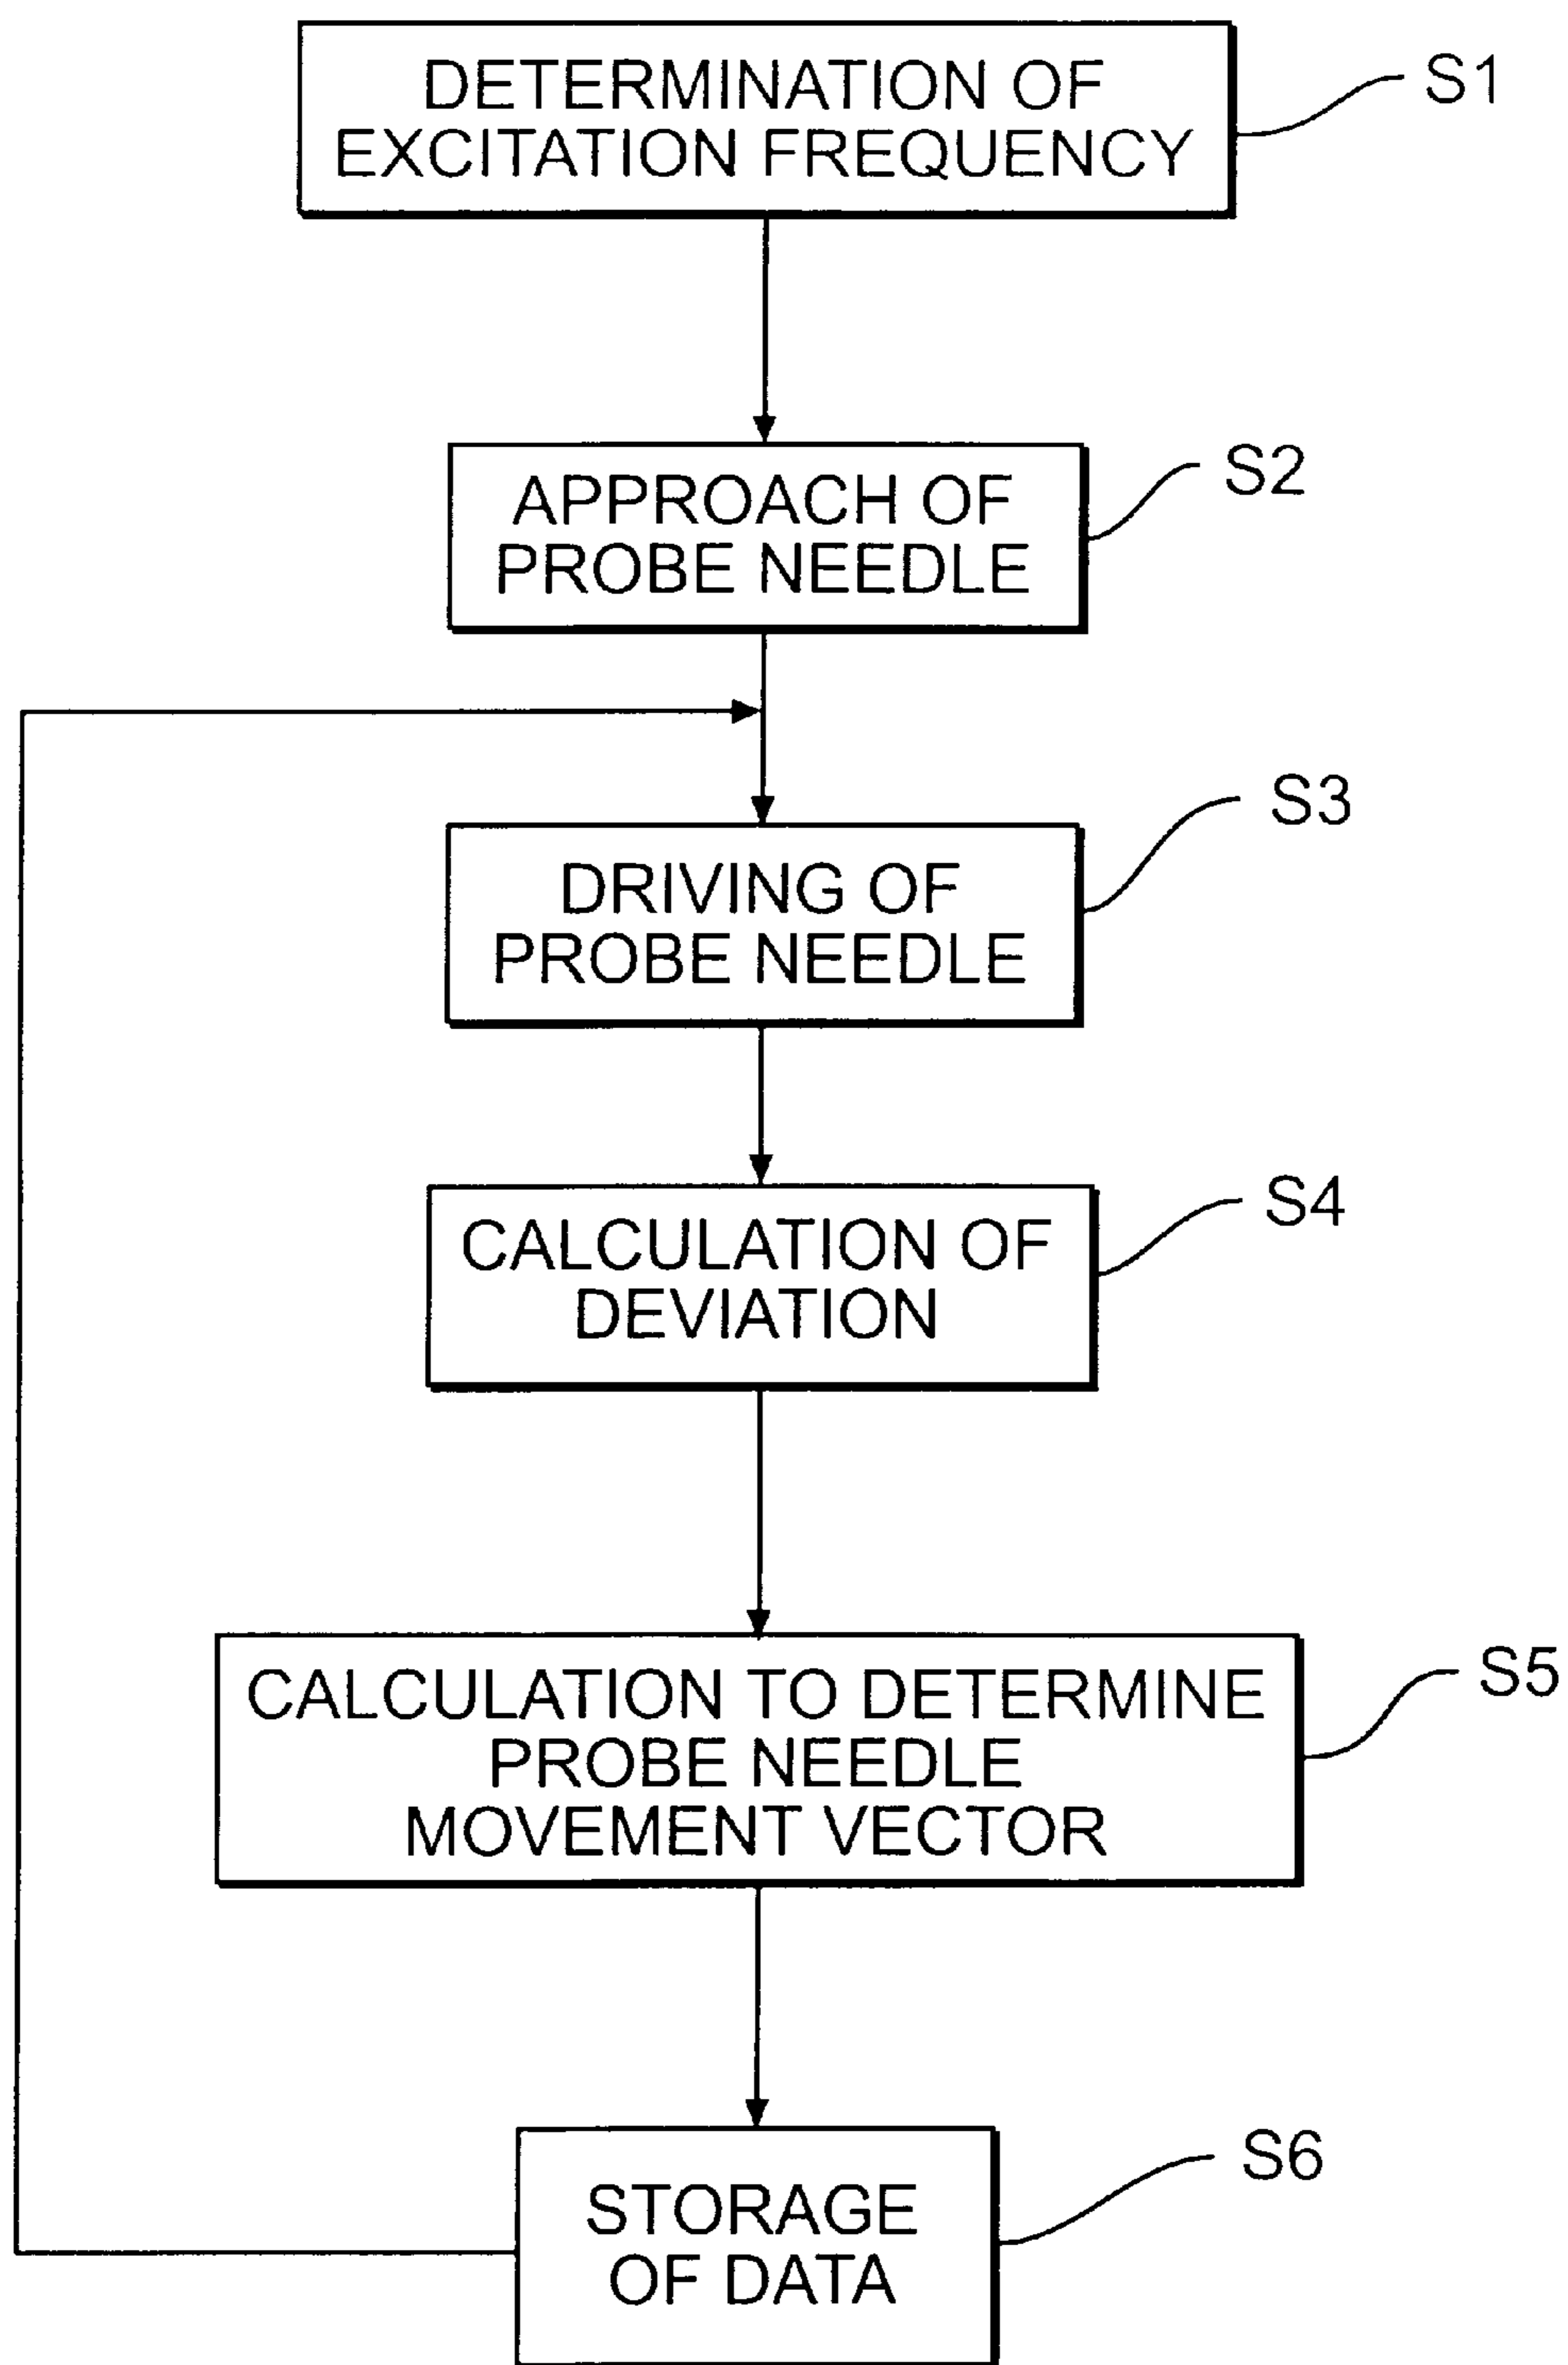 DETERMINATION OF
EXCITATION FREQUENCY
S1
APPROACH OF
PROBE NEEDLE
S2
DRIVING OF
PROBE NEEDLE
S3
CALCULATION OF
DEVIATION
S4
CALCULATION TO DETERMINE
PROBE NEEDLE
MOVEMENT VECTOR
S5
STORAGE
OF DATA
S6